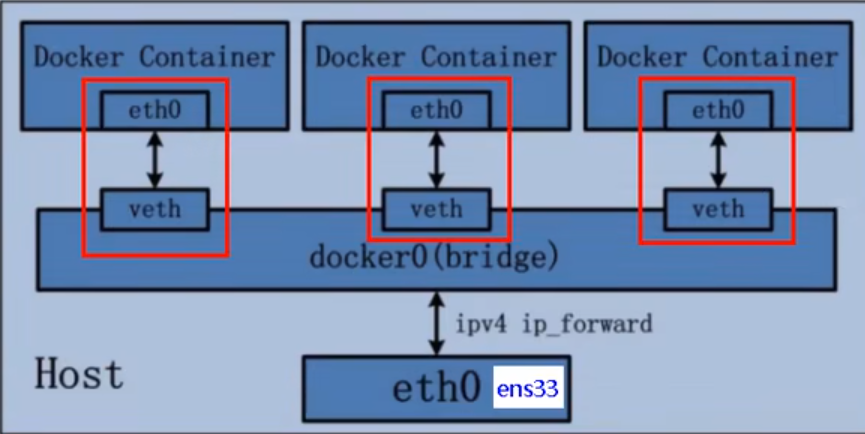 Docker Container Docker Container Docker Container
eth0 eth0 eth0
veth veth veth
docker0(bridge)
ipv4 ip_forward
Host
eth0 ens33